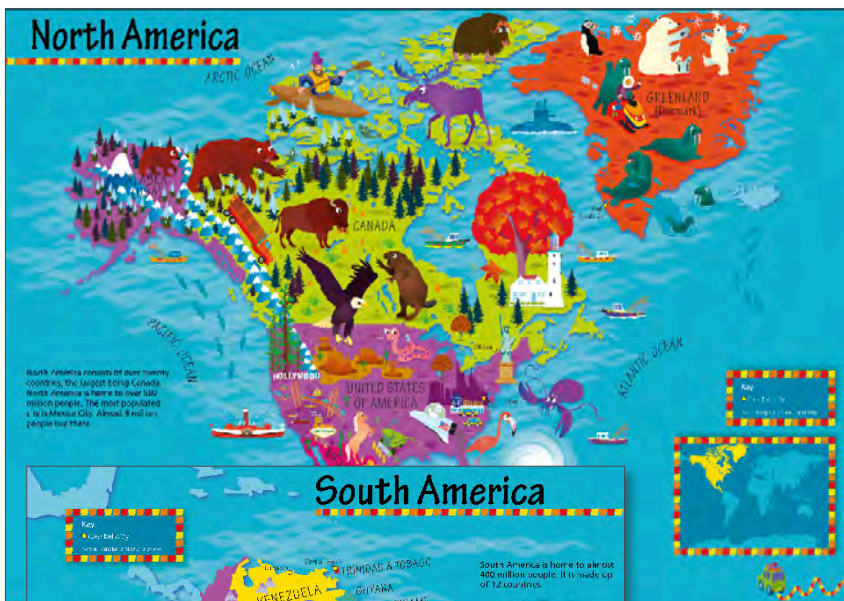 North America
ARCTIC OCEAN
GREENLAND
(Denmark)
CANADA
PACIFIC OCEAN
ATLANTIC OCEAN
HOLLYWOOD
UNITED STATES
OF AMERICA
North America consists of over twenty
countries, the largest being Canada.
North America is home to over 530
million people. The most populated
city is Mexico City. Almost 9 million
people live there.
Key
Capital city
South America
Key
Capital city
TRINIDAD & TOBAGO
VENEZUELA
GUYANA
South America is home to almost
400 million people. It is made up
of 12 countries.